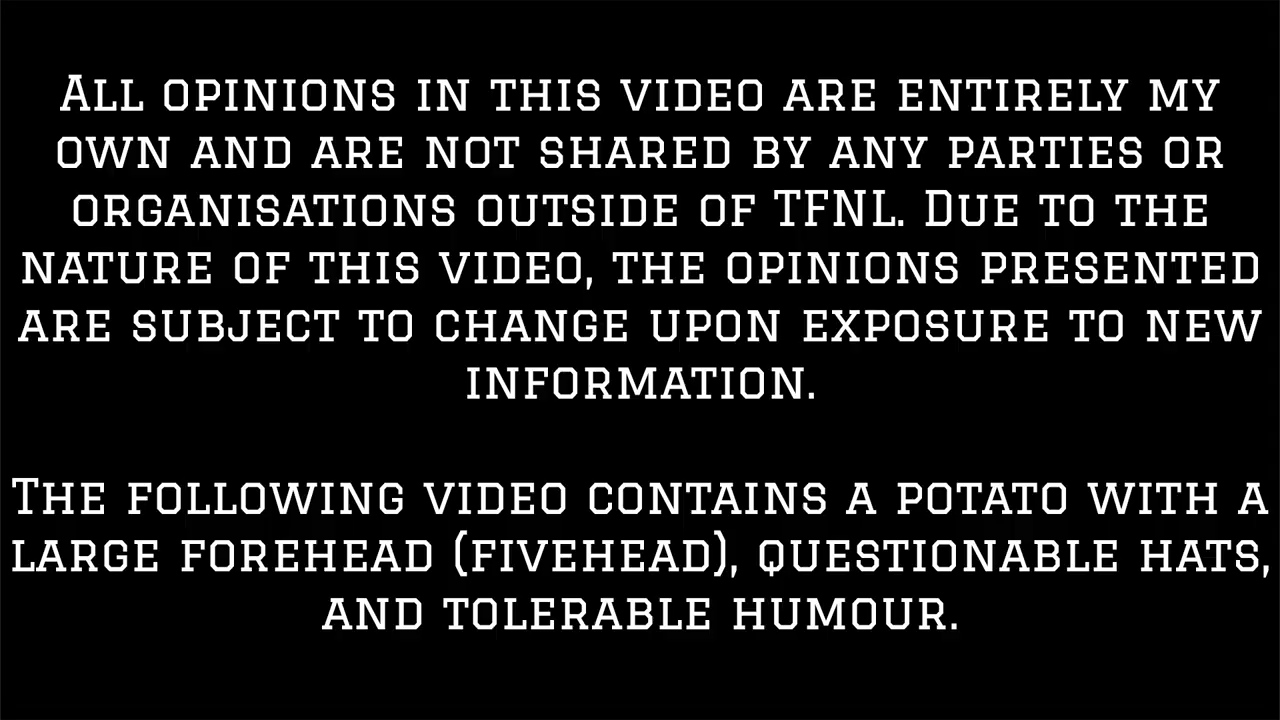 All opinions in this video are entirely my
own and are not shared by any parties or
organisations outside of TFNL. Due to the
nature of this video, the opinions presented
are subject to change upon exposure to new
information.
The following video contains a potato with a
large forehead (fivehead), questionable hats,
and tolerable humour.